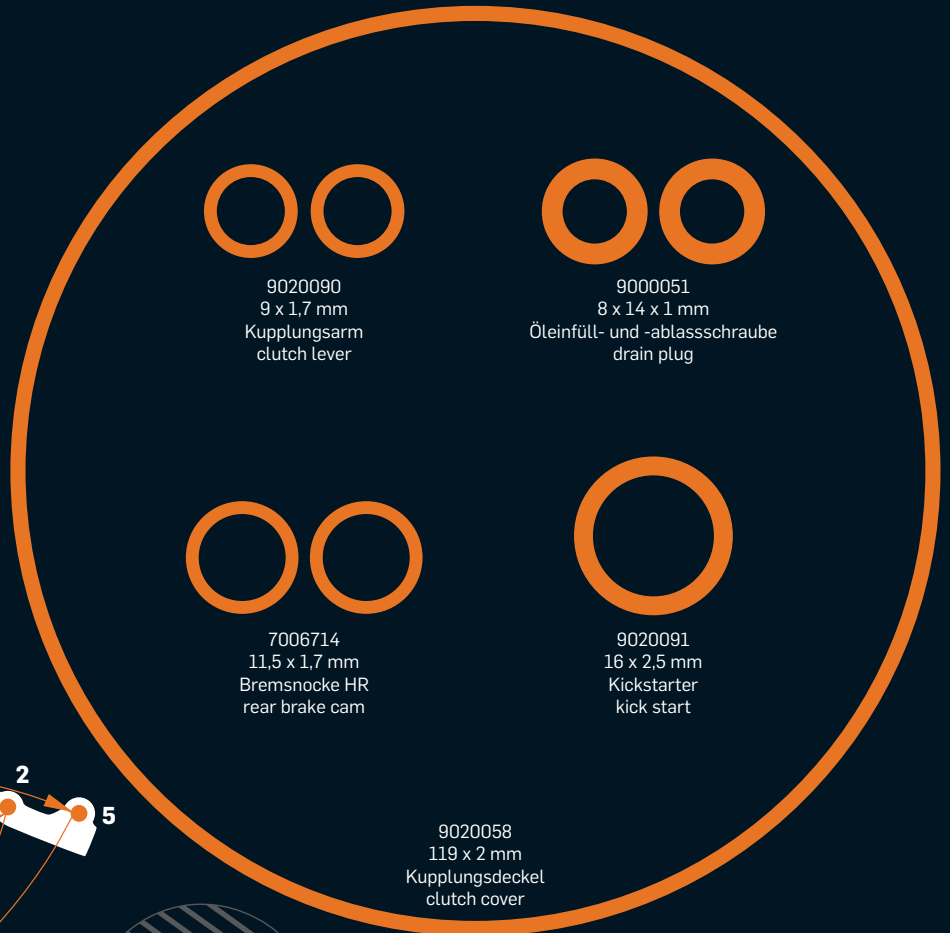 9020090
9 x 1,7 mm
Kupplungsarm
clutch lever
9000051
8 x 14 x 1 mm
Öleinfüll- und -ablassschraube
drain plug
7006714
11,5 x 1,7 mm
Bremsnocke HR
rear brake cam
9020091
16 x 2,5 mm
Kickstarter
kick start
2
5
9020058
119 x 2 mm
Kupplungsdeckel
clutch cover